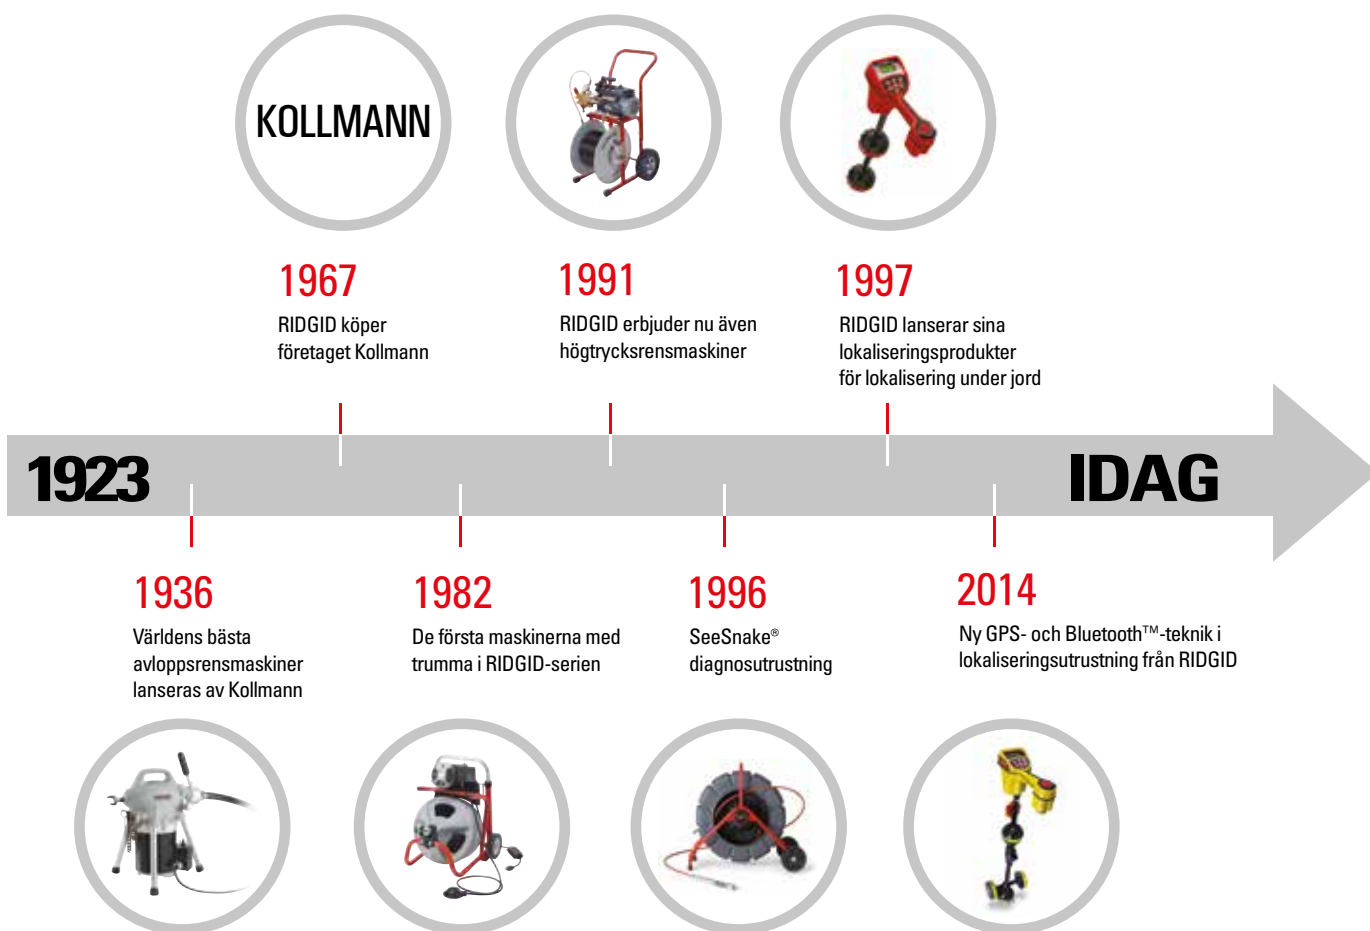 KOLLMANN
1967
RIDGID köper
företaget Kollmann
1991
RIDGID erbjuder nu även
högtrycksrensmaskiner
1997
RIDGID lanserar sina
lokaliseringsprodukter
för lokalisering under jord
1923
IDAG
1936
Världens bästa
avloppsrensmaskiner
lanseras av Kollmann
1982
De första maskinerna med
trumma i RIDGID-serien
1996
SeeSnake®
diagnosutrustning
2014
Ny GPS- och Bluetooth™-teknik i
lokaliseringsutrustning från RIDGID